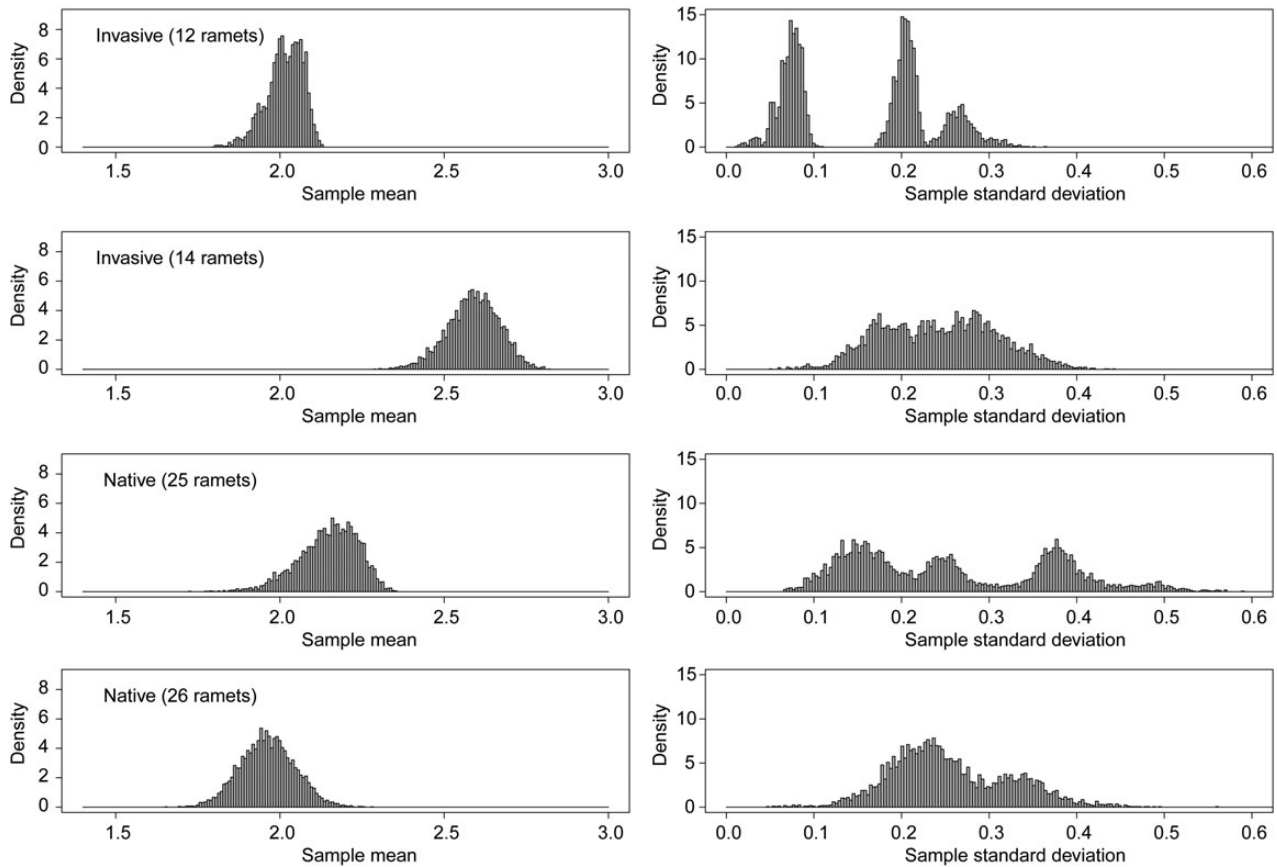 Density
8
6
4
2
0
Invasive (12 ramets)
1.5 2.0 2.5 3.0
Sample mean
Density
15
10
5
0
0.0 0.1 0.2 0.3 0.4 0.5 0.6
Sample standard deviation
Density
8
6
4
2
0
Invasive (14 ramets)
1.5 2.0 2.5 3.0
Sample mean
Density
15
10
5
0
0.0 0.1 0.2 0.3 0.4 0.5 0.6
Sample standard deviation
Density
8
6
4
2
0
Native (25 ramets)
1.5 2.0 2.5 3.0
Sample mean
Density
15
10
5
0
0.0 0.1 0.2 0.3 0.4 0.5 0.6
Sample standard deviation
Density
8
6
4
2
0
Native (26 ramets)
1.5 2.0 2.5 3.0
Sample mean
Density
15
10
5
0
0.0 0.1 0.2 0.3 0.4 0.5 0.6
Sample standard deviation